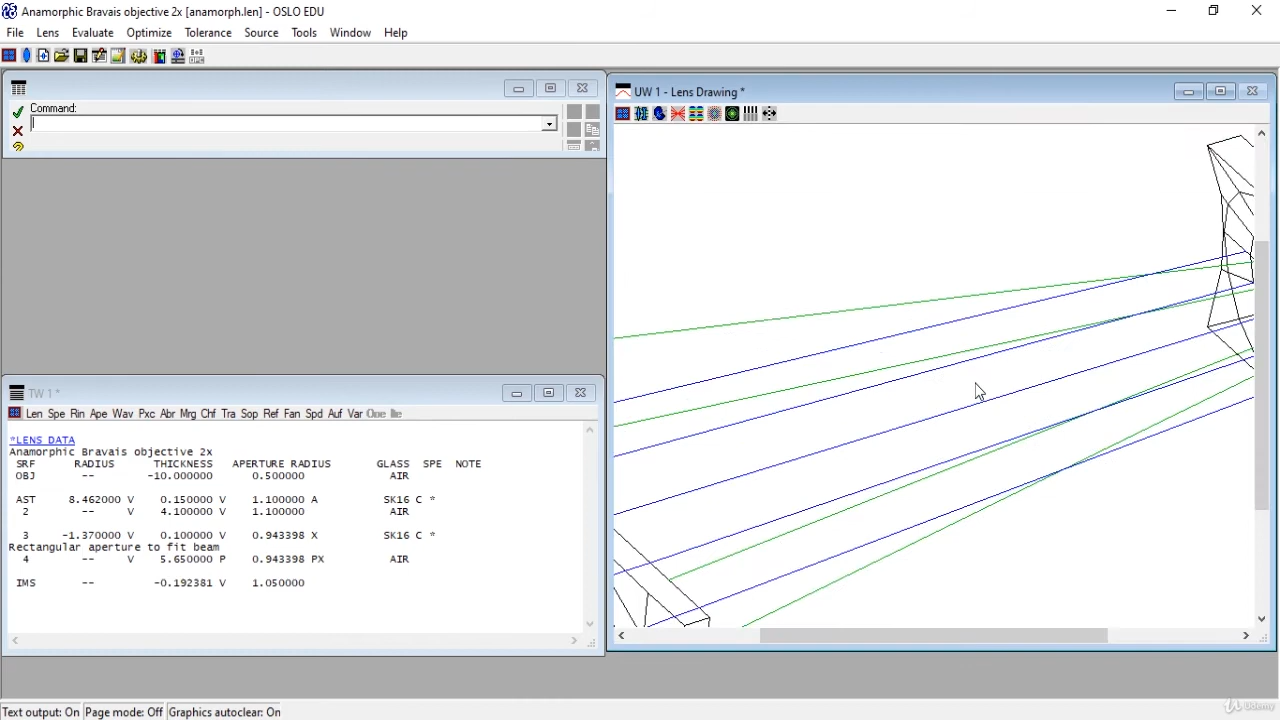 Anamorphic Bravais objective 2x [anamorph.len] - OSLO EDU
File Lens Evaluate Optimize Tolerance Source Tools Window Help
Command:
UW 1 - Lens Drawing *
TW 1 *
Len Spe Rin Ape Wav Pxc Abr Mrg Chf Tra Sop Ref Fan Spd Auf Var One Ite
*LENS DATA
Anamorphic Bravais objective 2x
SRF RADIUS THICKNESS APERTURE RADIUS GLASS SPE NOTE
OBJ -- -10.000000 0.500000 AIR
AST 8.462000 V 0.150000 V 1.100000 A SK16 C *
2 -- V 4.100000 V 1.100000 AIR
3 -1.370000 V 0.100000 V 0.943398 X SK16 C *
Rectangular aperture to fit beam
4 -- V 5.650000 P 0.943398 PX AIR
IMS -- -0.192381 V 1.050000
Text output: On Page mode: Off Graphics autoclear: On
Udemy